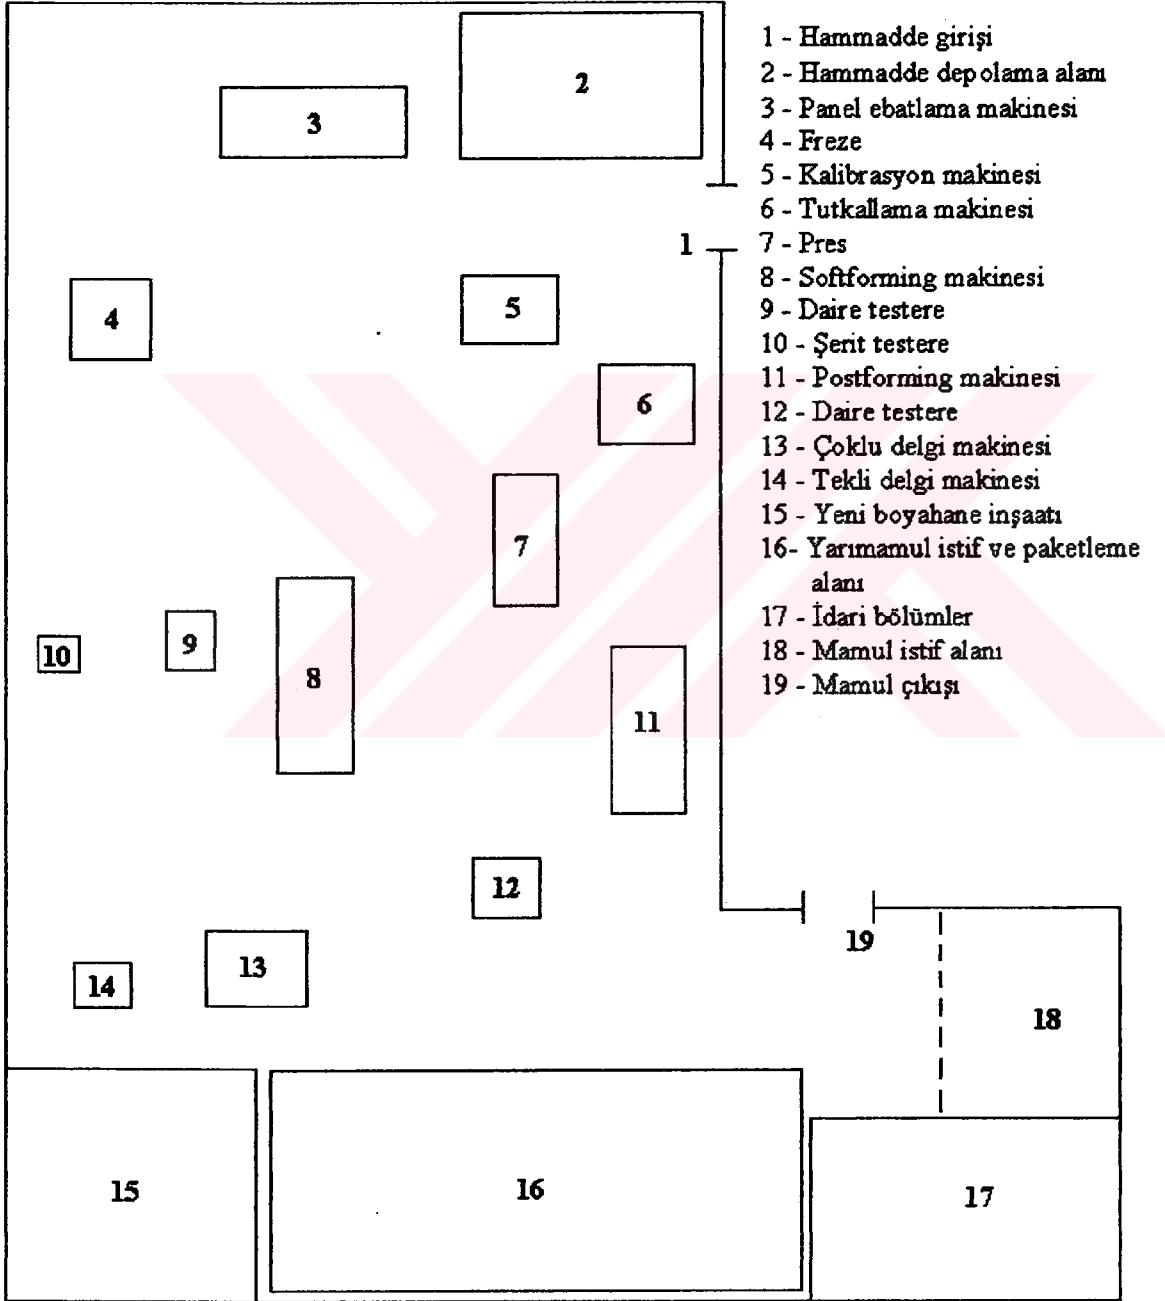 1 - Hammadde girişi
2 - Hammadde depolama alanı
3 - Panel ebatlama makinesi
4 - Freze
5 - Kalibrasyon makinesi
6 - Tutkallama makinesi
7 - Pres
8 - Softforming makinesi
9 - Daire testere
10 - Şerit testere
11 - Postforming makinesi
12 - Daire testere
13 - Çoklu delgi makinesi
14 - Tekli delgi makinesi
15 - Yeni boyahane inşaatı
16- Yarımamul istif ve paketleme
alanı
17 - İdari bölümler
18 - Mamul istif alanı
19 - Mamul çıkışı
2
3
1
4
5
6
7
10
9
8
11
12
19
13
14
18
15
16
17